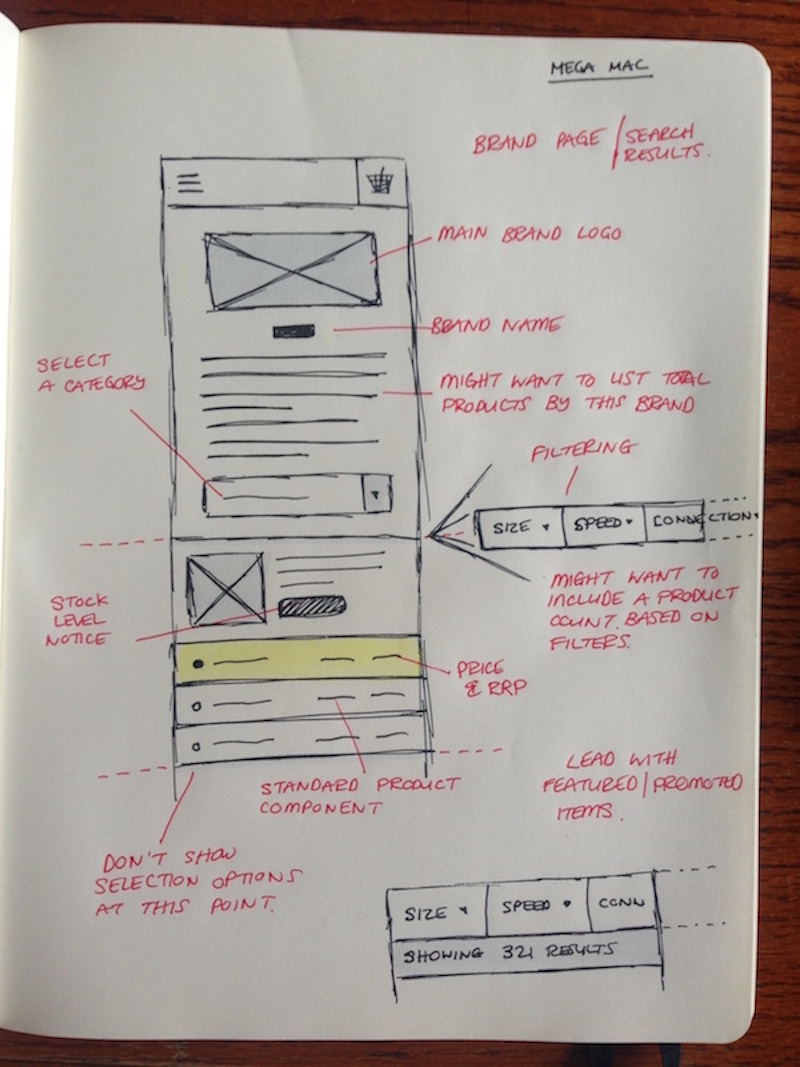 MEGA MAC
BRAND PAGE / SEARCH
RESULTS.
MAIN BRAND LOGO
BRAND NAME
SELECT
A CATEGORY
MIGHT WANT TO LIST TOTAL
PRODUCTS BY THIS BRAND
FILTERING
SIZE SPEED CONNECTION
MIGHT WANT TO
INCLUDE A PRODUCT
COUNT. BASED ON
FILTERS.
STOCK
LEVEL
NOTICE
PRICE
& RRP
STANDARD PRODUCT
COMPONENT
LEAD WITH
FEATURED/PROMOTED
ITEMS.
DON'T SHOW
SELECTION OPTIONS
AT THIS POINT.
SIZE SPEED CONN
SHOWING 321 RESULTS